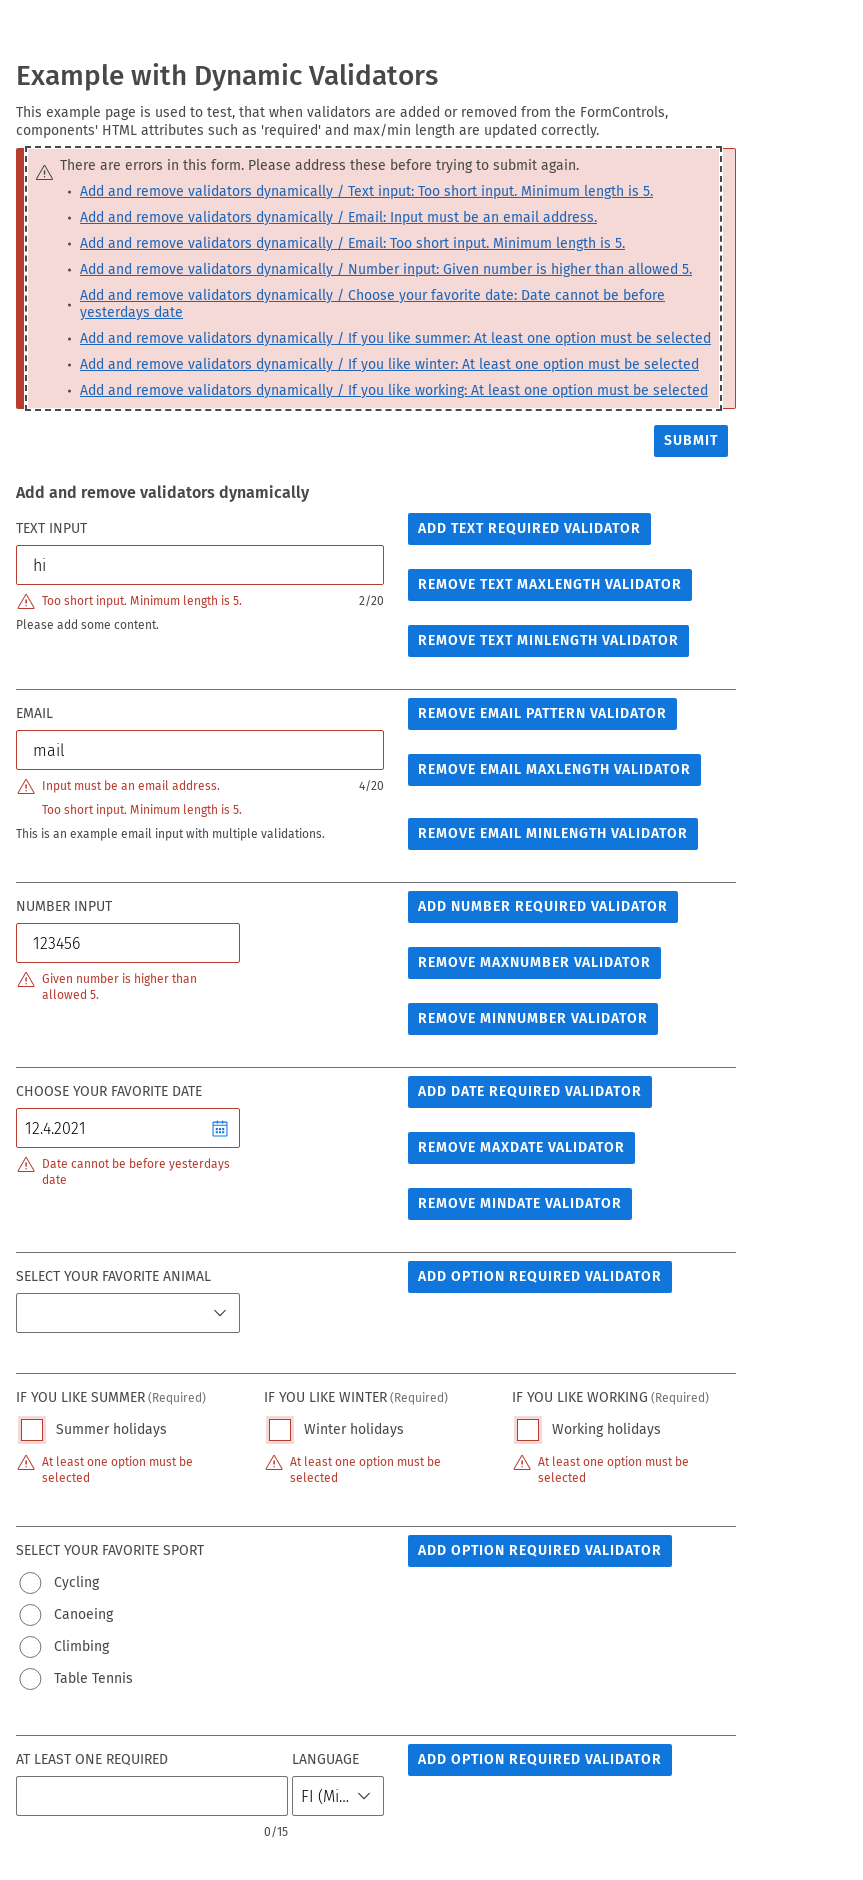 Example with Dynamic Validators
This example page is used to test, that when validators are added or removed from the FormControls,
components' HTML attributes such as 'required' and max/min length are updated correctly.
There are errors in this form. Please address these before trying to submit again.
• Add and remove validators dynamically / Text input: Too short input. Minimum length is 5.
• Add and remove validators dynamically / Email: Input must be an email address.
• Add and remove validators dynamically / Email: Too short input. Minimum length is 5.
• Add and remove validators dynamically / Number input: Given number is higher than allowed 5.
• Add and remove validators dynamically / Choose your favorite date: Date cannot be before
yesterdays date
• Add and remove validators dynamically / If you like summer: At least one option must be selected
• Add and remove validators dynamically / If you like winter: At least one option must be selected
• Add and remove validators dynamically / If you like working: At least one option must be selected
SUBMIT
Add and remove validators dynamically
TEXT INPUT
hi
Too short input. Minimum length is 5.
2/20
Please add some content.
ADD TEXT REQUIRED VALIDATOR
REMOVE TEXT MAXLENGTH VALIDATOR
REMOVE TEXT MINLENGTH VALIDATOR
EMAIL
mail
Input must be an email address.
4/20
Too short input. Minimum length is 5.
This is an example email input with multiple validations.
REMOVE EMAIL PATTERN VALIDATOR
REMOVE EMAIL MAXLENGTH VALIDATOR
REMOVE EMAIL MINLENGTH VALIDATOR
NUMBER INPUT
123456
Given number is higher than
allowed 5.
ADD NUMBER REQUIRED VALIDATOR
REMOVE MAXNUMBER VALIDATOR
REMOVE MINNUMBER VALIDATOR
CHOOSE YOUR FAVORITE DATE
12.4.2021
Date cannot be before yesterdays
date
ADD DATE REQUIRED VALIDATOR
REMOVE MAXDATE VALIDATOR
REMOVE MINDATE VALIDATOR
SELECT YOUR FAVORITE ANIMAL
ADD OPTION REQUIRED VALIDATOR
IF YOU LIKE SUMMER (Required)
Summer holidays
At least one option must be
selected
IF YOU LIKE WINTER (Required)
Winter holidays
At least one option must be
selected
IF YOU LIKE WORKING (Required)
Working holidays
At least one option must be
selected
SELECT YOUR FAVORITE SPORT
Cycling
Canoeing
Climbing
Table Tennis
ADD OPTION REQUIRED VALIDATOR
AT LEAST ONE REQUIRED
0/15
LANGUAGE
FI (Mi...
ADD OPTION REQUIRED VALIDATOR